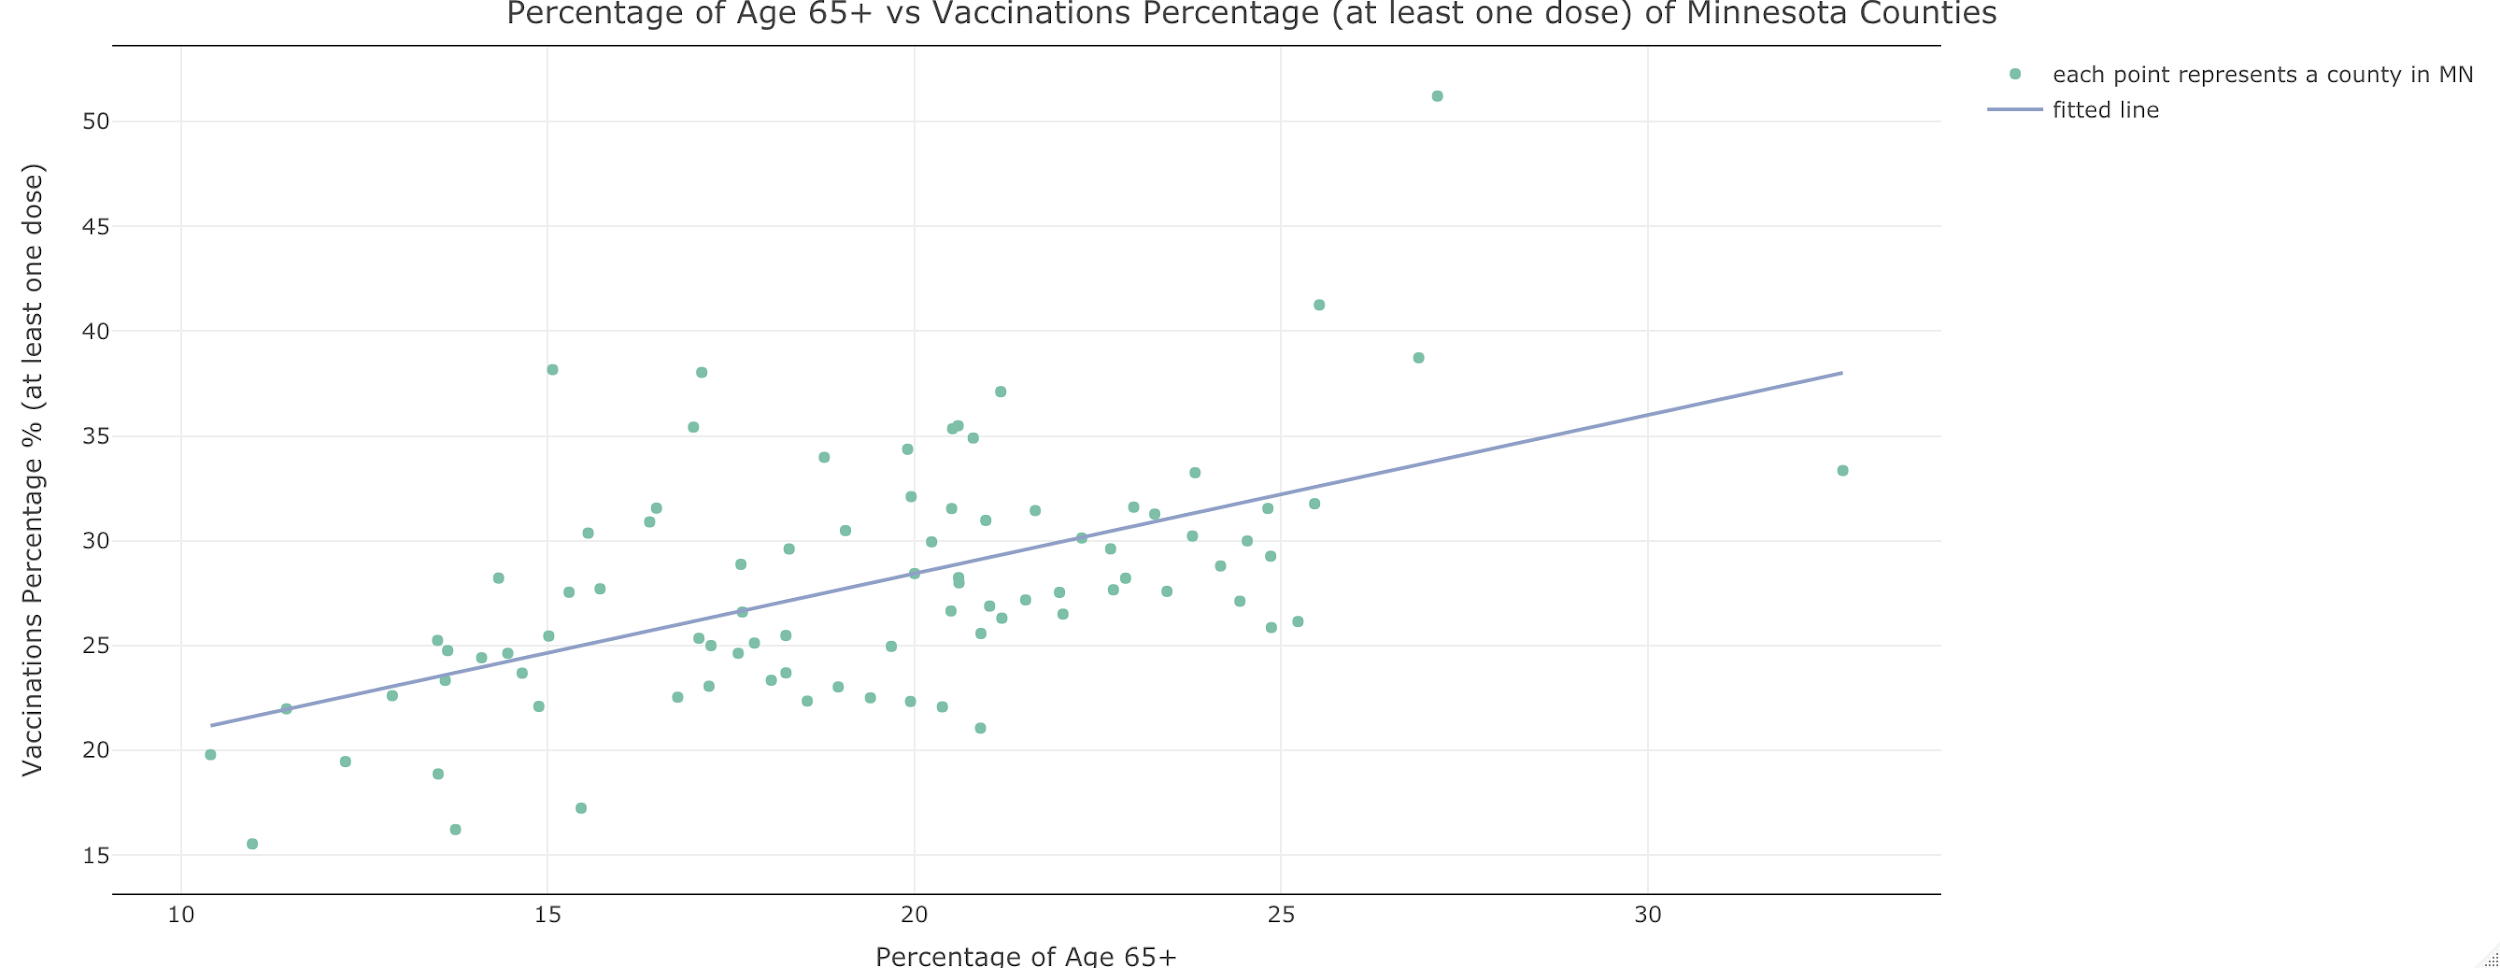 Percentage of Age 65+ vs Vaccinations Percentage (at least one dose) of Minnesota Counties
each point represents a county in MN
fitted line
Vaccinations Percentage % (at least one dose)
50
45
40
35
30
25
20
15
10
15
20
25
30
Percentage of Age 65+